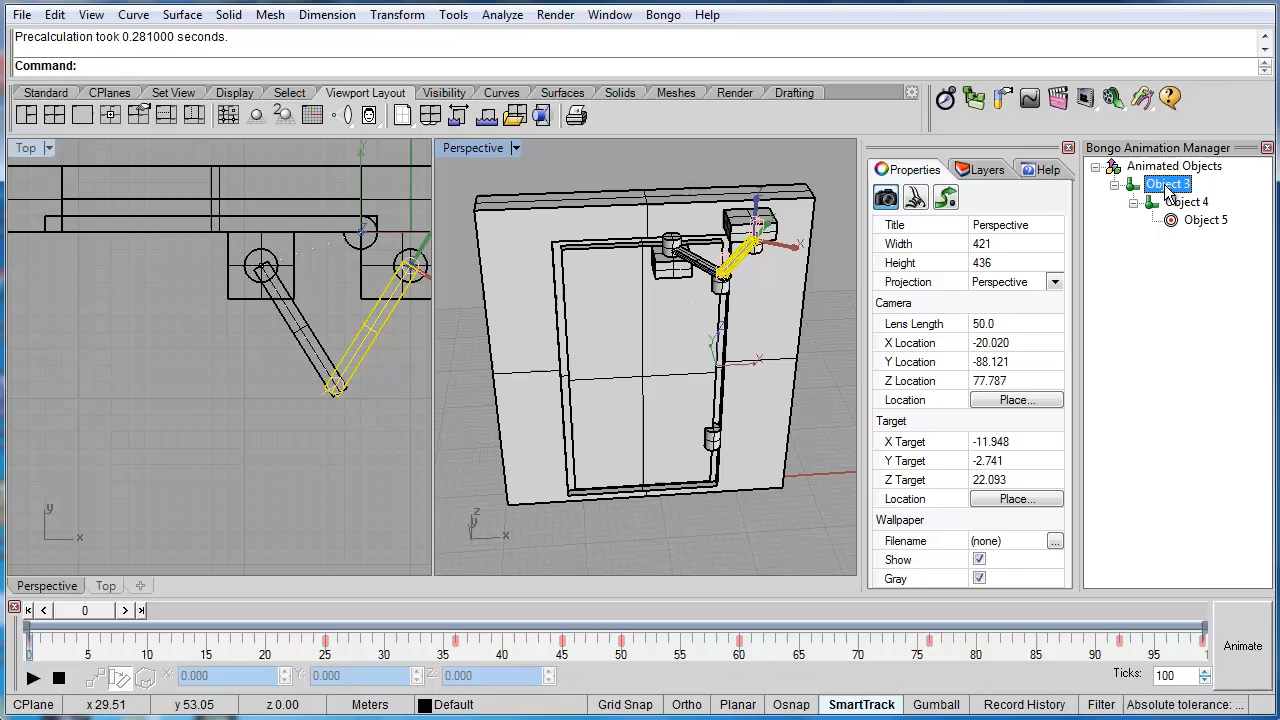 File Edit View Curve Surface Solid Mesh Dimension Transform Tools Analyze Render Window Bongo Help
Precalculation took 0.281000 seconds.
Command:
Standard CPlanes Set View Display Select Viewport Layout Visibility Curves Surfaces Solids Meshes Render Drafting
Top
Perspective
Properties Layers Help
Bongo Animation Manager
Animated Objects
Object 3
Object 4
Object 5
Title Perspective
Width 421
Height 436
Projection Perspective
Camera
Lens Length 50.0
X Location -20.020
Y Location -88.121
Z Location 77.787
Location Place...
Target
X Target -11.948
Y Target -2.741
Z Target 22.093
Location Place...
Wallpaper
Filename (none) ...
Show
Gray
y
x
z
y
x
X
Perspective Top
0
0 5 10 15 20 25 30 35 40 45 50 55 60 65 70 75 80 85 90 95
Animate
X: 0.000 Y: 0.000 Z: 0.000
Ticks: 100
CPlane x 29.51 y 53.05 z 0.00 Meters Default Grid Snap Ortho Planar Osnap SmartTrack Gumball Record History Filter Absolute tolerance: ...